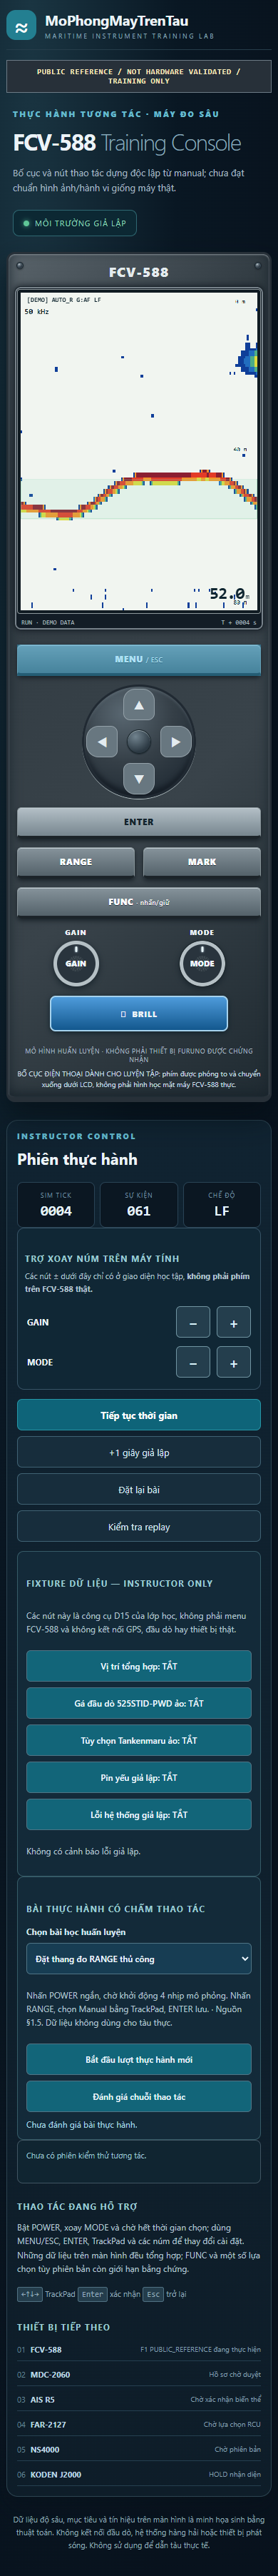 MoPhongMayTrenTau
MARITIME INSTRUMENT TRAINING LAB
PUBLIC REFERENCE / NOT HARDWARE VALIDATED /
TRAINING ONLY
THỰC HÀNH TƯƠNG TÁC · MÁY ĐO SÂU
FCV-588 Training Console
Bố cục và nút thao tác dựng độc lập từ manual; chưa đạt
chuẩn hình ảnh/hành vi giống máy thật.
MÔI TRƯỜNG GIẢ LẬP
FCV-588
[DEMO] AUTO_R G:AF LF
50 kHz
52.0m
RUN · DEMO DATA
T + 0004 s
MENU / ESC
▲
◀ ▶
▼
ENTER
RANGE
MARK
FUNC · nhấn/giữ
GAIN
MODE
GAIN
MODE
BRILL
MÔ HÌNH HUẤN LUYỆN · KHÔNG PHẢI THIẾT BỊ FURUNO ĐƯỢC CHỨNG
NHẬN
BỐ CỤC ĐIỆN THOẠI DÀNH CHO LUYỆN TẬP: phím được phóng to và chuyển
xuống dưới LCD, không phải hình học mặt máy FCV-588 thực.
INSTRUCTOR CONTROL
Phiên thực hành
SIM TICK
0004
SỰ KIỆN
061
CHẾ ĐỘ
LF
TRỢ XOAY NÚM TRÊN MÁY TÍNH
Các nút ± dưới đây chỉ có ở giao diện học tập, không phải phím
trên FCV-588 thật.
GAIN − +
MODE − +
Tiếp tục thời gian
+1 giây giả lập
Đặt lại bài
Kiểm tra replay
FIXTURE DỮ LIỆU — INSTRUCTOR ONLY
Các nút này là công cụ D15 của lớp học, không phải menu
FCV-588 và không kết nối GPS, đầu dò hay thiết bị thật.
Vị trí tổng hợp: TẮT
Gá đầu dò 525STID-PWD ảo: TẮT
Tùy chọn Tankenmaru ảo: TẮT
Pin yếu giả lập: TẮT
Lỗi hệ thống giả lập: TẮT
Không có cảnh báo lỗi giả lập.
BÀI THỰC HÀNH CÓ CHẤM THAO TÁC
Chọn bài học huấn luyện
Đặt thang đo RANGE thủ công
Nhấn POWER ngắn, chờ khởi động 4 nhịp mô phỏng. Nhấn
RANGE, chọn Manual bằng TrackPad, ENTER lưu. · Nguồn
§1.5. Dữ liệu không dùng cho tàu thực.
Bắt đầu lượt thực hành mới
Đánh giá chuỗi thao tác
Chưa đánh giá bài thực hành.
Chưa có phiên kiểm thử tương tác.
THAO TÁC ĐANG HỖ TRỢ
Bật POWER, xoay MODE và chờ hết thời gian chọn; dùng
MENU/ESC, ENTER, TrackPad và các núm để thay đổi cài đặt.
Những dữ liệu trên màn hình đều tổng hợp; FUNC và một số lựa
chọn tùy phiên bản còn giới hạn bằng chứng.
←↑↓→ TrackPad Enter xác nhận Esc trở lại
THIẾT BỊ TIẾP THEO
01 FCV-588 F1 PUBLIC_REFERENCE đang thực hiện
02 MDC-2060 Hồ sơ chờ duyệt
03 AIS R5 Chờ xác nhận biến thể
04 FAR-2127 Chờ lựa chọn RCU
05 NS4000 Chờ phiên bản
06 KODEN J2000 HOLD nhận diện
Dữ liệu độ sâu, mục tiêu và tín hiệu trên màn hình là minh họa sinh bằng
thuật toán. Không kết nối đầu dò, hệ thống hàng hải hoặc thiết bị phát
sóng. Không sử dụng để dẫn tàu thực tế.